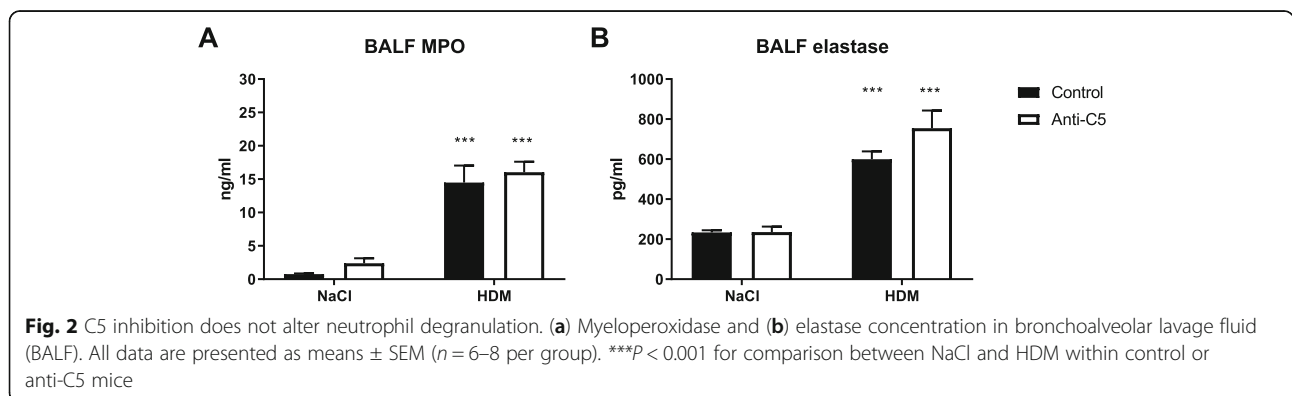 A
BALF MPO
ng/ml
30
25
20
15
10
5
0
*** ***
NaCl HDM
B
BALF elastase
pg/ml
1000
800
600
400
200
0
*** ***
NaCl HDM
Control
Anti-C5
Fig. 2 C5 inhibition does not alter neutrophil degranulation. (a) Myeloperoxidase and (b) elastase concentration in bronchoalveolar lavage fluid
(BALF). All data are presented as means ± SEM (n = 6–8 per group). ***P < 0.001 for comparison between NaCl and HDM within control or
anti-C5 mice